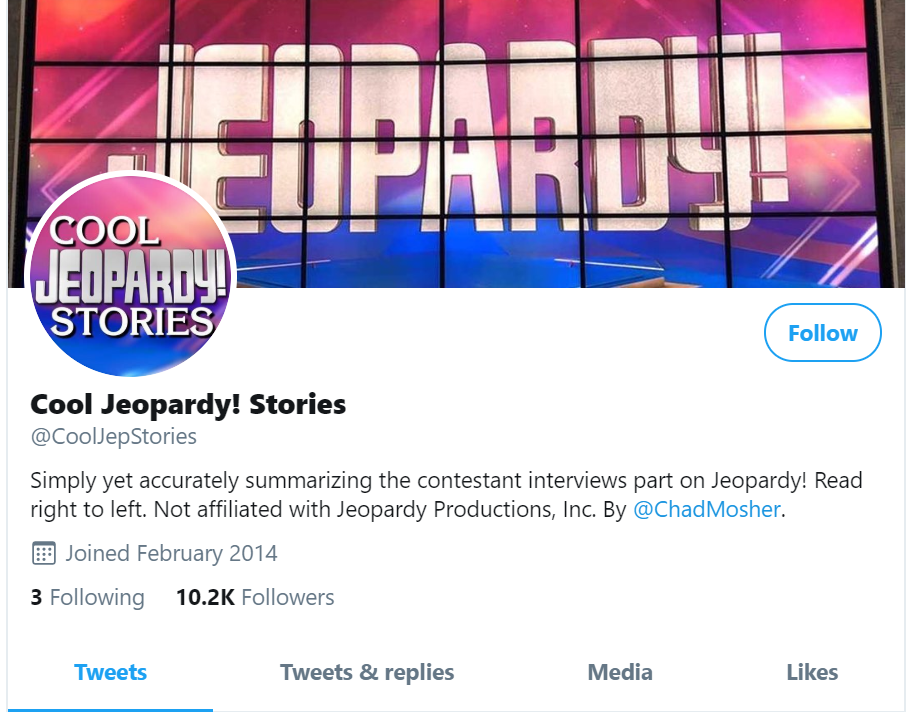 JEOPARDY!
COOL
JEOPARDY!
STORIES
Follow
Cool Jeopardy! Stories
@CoolJepStories
Simply yet accurately summarizing the contestant interviews part on Jeopardy! Read
right to left. Not affiliated with Jeopardy Productions, Inc. By @ChadMosher.
Joined February 2014
3 Following 10.2K Followers
Tweets Tweets & replies Media Likes